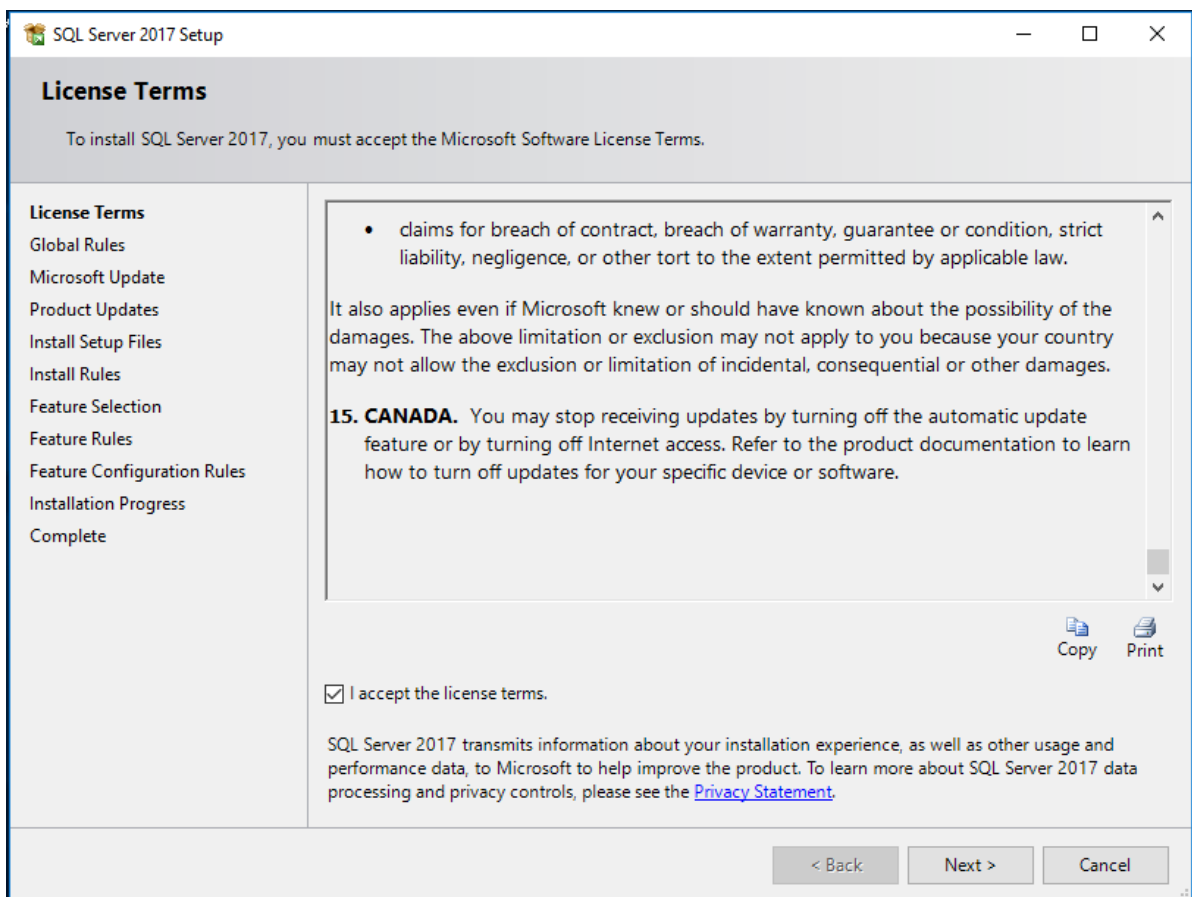 SQL Server 2017 Setup
License Terms
To install SQL Server 2017, you must accept the Microsoft Software License Terms.
License Terms
Global Rules
Microsoft Update
Product Updates
Install Setup Files
Install Rules
Feature Selection
Feature Rules
Feature Configuration Rules
Installation Progress
Complete
• claims for breach of contract, breach of warranty, guarantee or condition, strict
liability, negligence, or other tort to the extent permitted by applicable law.
It also applies even if Microsoft knew or should have known about the possibility of the
damages. The above limitation or exclusion may not apply to you because your country
may not allow the exclusion or limitation of incidental, consequential or other damages.
15. CANADA. You may stop receiving updates by turning off the automatic update
feature or by turning off Internet access. Refer to the product documentation to learn
how to turn off updates for your specific device or software.
Copy Print
I accept the license terms.
SQL Server 2017 transmits information about your installation experience, as well as other usage and
performance data, to Microsoft to help improve the product. To learn more about SQL Server 2017 data
processing and privacy controls, please see the Privacy Statement.
< Back Next > Cancel